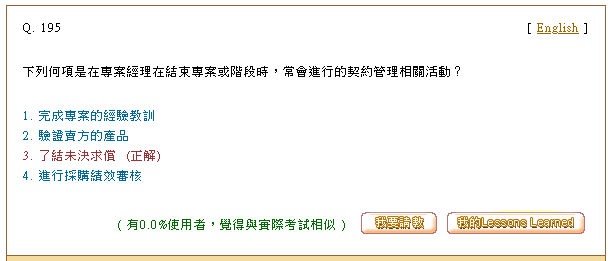 Q. 195 [ English ]
下列何項是在專案經理在結束專案或階段時，常會進行的契約管理相關活動？
1. 完成專案的經驗教訓
2. 驗證賣方的產品
3. 了結未決求償 (正解)
4. 進行採購績效審核
( 有0.0%使用者，覺得與實際考試相似 ) 我要請教 我的Lessons Learned